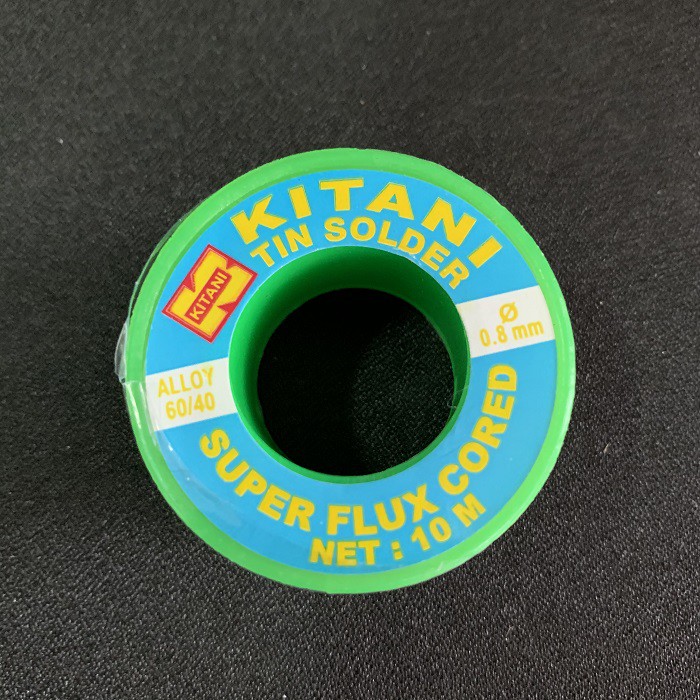 KITANI
TIN SOLDER
KITANI
Ø
0.8 mm
ALLOY
60/40
SUPER FLUX CORED
NET : 10 M